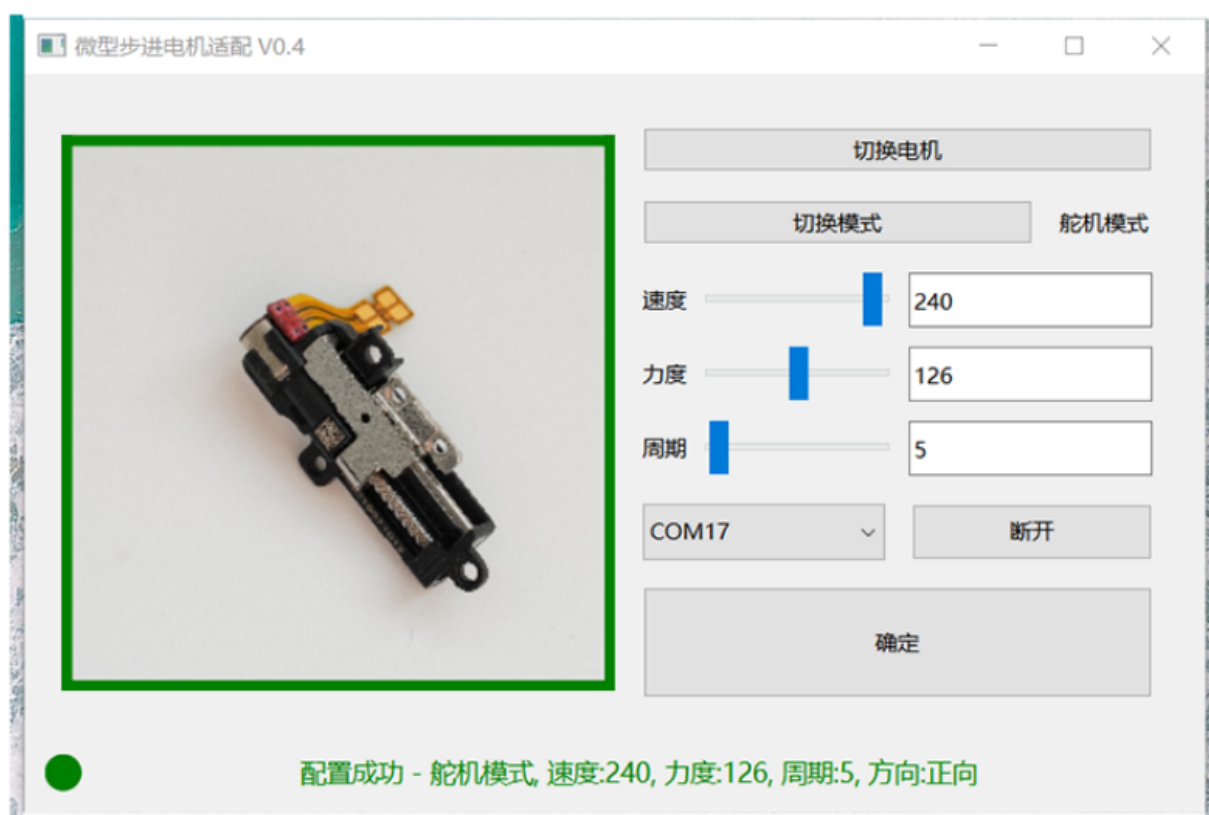 微型步进电机适配 V0.4
切换电机
切换模式 舵机模式
速度 240
力度 126
周期 5
COM17 断开
确定
配置成功 - 舵机模式, 速度:240, 力度:126, 周期:5, 方向:正向